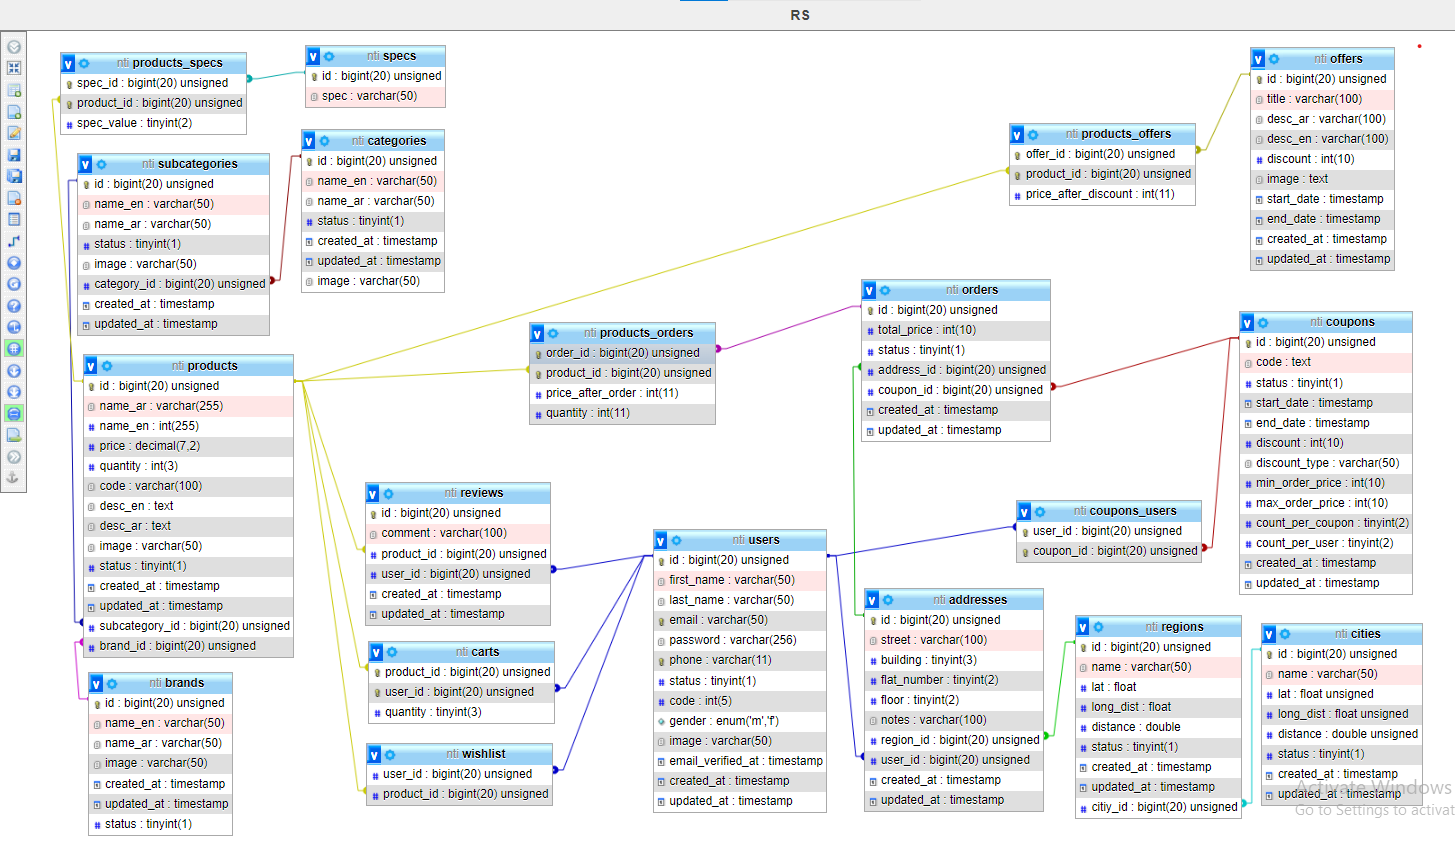 RS
nti products_specs
spec_id : bigint(20) unsigned
product_id : bigint(20) unsigned
spec_value : tinyint(2)
nti specs
id : bigint(20) unsigned
spec : varchar(50)
nti subcategories
id : bigint(20) unsigned
name_en : varchar(50)
name_ar : varchar(50)
status : tinyint(1)
image : varchar(50)
category_id : bigint(20) unsigned
created_at : timestamp
updated_at : timestamp
nti categories
id : bigint(20) unsigned
name_en : varchar(50)
name_ar : varchar(50)
status : tinyint(1)
created_at : timestamp
updated_at : timestamp
image : varchar(50)
nti products_offers
offer_id : bigint(20) unsigned
product_id : bigint(20) unsigned
price_after_discount : int(11)
nti offers
id : bigint(20) unsigned
title : varchar(100)
desc_ar : varchar(100)
desc_en : varchar(100)
discount : int(10)
image : text
start_date : timestamp
end_date : timestamp
created_at : timestamp
updated_at : timestamp
nti products
id : bigint(20) unsigned
name_ar : varchar(255)
name_en : int(255)
price : decimal(7,2)
quantity : int(3)
code : varchar(100)
desc_en : text
desc_ar : text
image : varchar(50)
status : tinyint(1)
created_at : timestamp
updated_at : timestamp
subcategory_id : bigint(20) unsigned
brand_id : bigint(20) unsigned
nti products_orders
order_id : bigint(20) unsigned
product_id : bigint(20) unsigned
price_after_order : int(11)
quantity : int(11)
nti orders
id : bigint(20) unsigned
total_price : int(10)
status : tinyint(1)
address_id : bigint(20) unsigned
coupon_id : bigint(20) unsigned
created_at : timestamp
updated_at : timestamp
nti coupons
id : bigint(20) unsigned
code : text
status : tinyint(1)
start_date : timestamp
end_date : timestamp
discount : int(10)
discount_type : varchar(50)
min_order_price : int(10)
max_order_price : int(10)
count_per_coupon : tinyint(2)
count_per_user : tinyint(2)
created_at : timestamp
updated_at : timestamp
nti reviews
id : bigint(20) unsigned
comment : varchar(100)
product_id : bigint(20) unsigned
user_id : bigint(20) unsigned
created_at : timestamp
updated_at : timestamp
nti coupons_users
user_id : bigint(20) unsigned
coupon_id : bigint(20) unsigned
nti users
id : bigint(20) unsigned
first_name : varchar(50)
last_name : varchar(50)
email : varchar(50)
password : varchar(256)
phone : varchar(11)
status : tinyint(1)
code : int(5)
gender : enum('m','f')
image : varchar(50)
email_verified_at : timestamp
created_at : timestamp
updated_at : timestamp
nti carts
product_id : bigint(20) unsigned
user_id : bigint(20) unsigned
quantity : tinyint(3)
nti wishlist
user_id : bigint(20) unsigned
product_id : bigint(20) unsigned
nti brands
id : bigint(20) unsigned
name_en : varchar(50)
name_ar : varchar(50)
image : varchar(50)
created_at : timestamp
updated_at : timestamp
status : tinyint(1)
nti addresses
id : bigint(20) unsigned
street : varchar(100)
building : tinyint(3)
flat_number : tinyint(2)
floor : tinyint(2)
notes : varchar(100)
region_id : bigint(20) unsigned
user_id : bigint(20) unsigned
created_at : timestamp
updated_at : timestamp
nti regions
id : bigint(20) unsigned
name : varchar(50)
lat : float
long_dist : float
distance : double
status : tinyint(1)
created_at : timestamp
updated_at : timestamp
citiy_id : bigint(20) unsigned
nti cities
id : bigint(20) unsigned
name : varchar(50)
lat : float unsigned
long_dist : float unsigned
distance : double unsigned
status : tinyint(1)
created_at : timestamp
updated_at : timestamp
Activate Windows
Go to Settings to activat